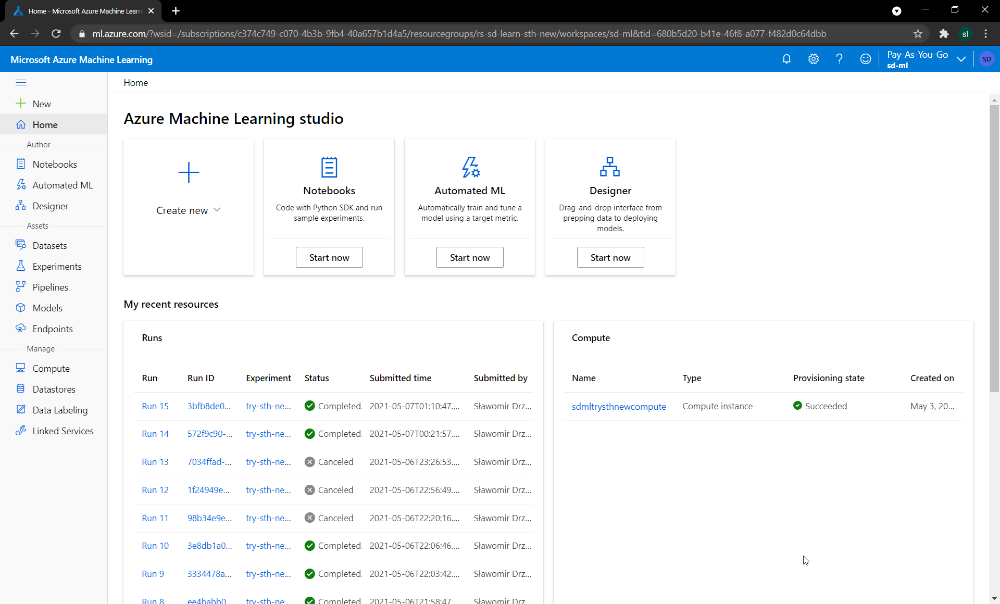 Home - Microsoft Azure Machine Learn
ml.azure.com/?wsid=/subscriptions/c374c749-c070-4b3b-9fb4-40a657b1d4a5/resourcegroups/rs-sd-learn-sth-new/workspaces/sd-ml&tid=680b5d20-b41e-46f8-a077-f482d0c64dbb
sl
Microsoft Azure Machine Learning
Pay-As-You-Go
sd-ml
SD
Home
New
Home
Author
Notebooks
Automated ML
Designer
Assets
Datasets
Experiments
Pipelines
Models
Endpoints
Manage
Compute
Datastores
Data Labeling
Linked Services
Azure Machine Learning studio
Create new
Notebooks
Code with Python SDK and run
sample experiments.
Start now
Automated ML
Automatically train and tune a
model using a target metric.
Start now
Designer
Drag-and-drop interface from
prepping data to deploying
models.
Start now
My recent resources
Runs
Run Run ID Experiment Status Submitted time Submitted by
Run 15 3bfb8de0... try-sth-ne... Completed. 2021-05-07T01:10:47.... Sławomir Drz...
Run 14 572f9c90-... try-sth-ne... Completed. 2021-05-07T00:21:57.... Sławomir Drz...
Run 13 7034ffad-... try-sth-ne... Canceled 2021-05-06T23:26:53.... Sławomir Drz...
Run 12 1f24949e... try-sth-ne... Canceled 2021-05-06T22:56:49.... Sławomir Drz...
Run 11 98b34e9e... try-sth-ne... Canceled 2021-05-06T22:20:16.... Sławomir Drz...
Run 10 3e8db1a0... try-sth-ne... Completed. 2021-05-06T22:06:46.... Sławomir Drz...
Run 9 3334478a... try-sth-ne... Completed. 2021-05-06T22:03:42.... Sławomir Drz...
Run 8 ee4babb0 try-sth-ne Completed 2021-05-06T21:58:47 Sławomir Drz
Compute
Name Type Provisioning state Created on
sdmltrysthnewcompute Compute instance Succeeded May 3, 20...